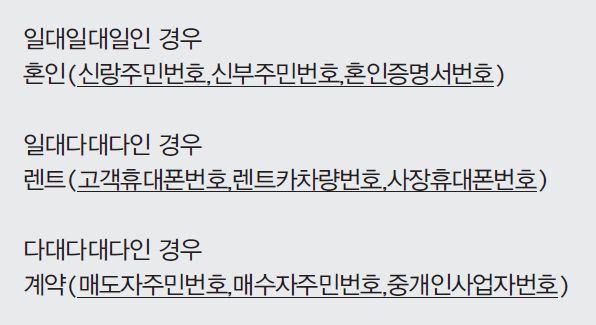 일대일대일인 경우
혼인(신랑주민번호,신부주민번호,혼인증명서번호)
일대다대다인 경우
렌트(고객휴대폰번호,렌트카차량번호,사장휴대폰번호)
다대다대다인 경우
계약(매도자주민번호,매수자주민번호,중개인사업자번호)